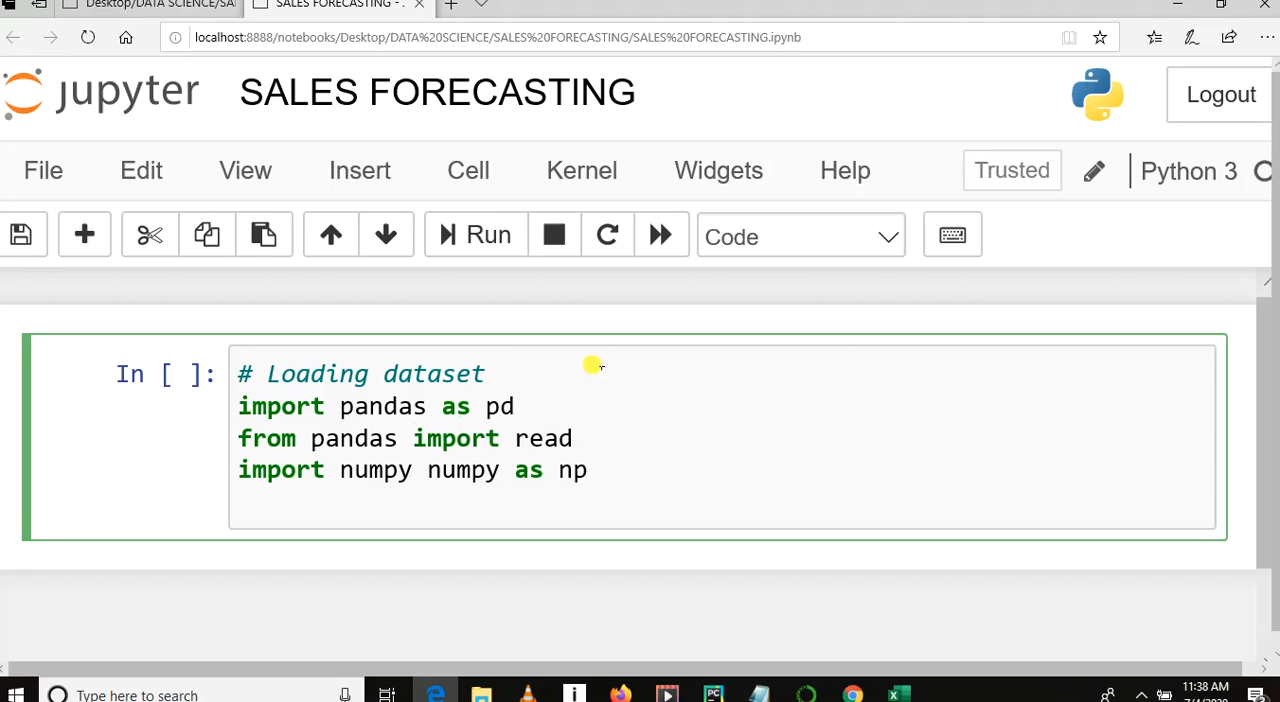 Desktop/DATA SCIENCE/SA
SALES FORECASTING - .
localhost:8888/notebooks/Desktop/DATA%20SCIENCE/SALES%20FORECASTING/SALES%20FORECASTING.ipynb
jupyter SALES FORECASTING Logout
File Edit View Insert Cell Kernel Widgets Help Trusted Python 3
Run Code
In [ ]: # Loading dataset
import pandas as pd
from pandas import read
import numpy numpy as np
Type here to search PC 11:38 AM